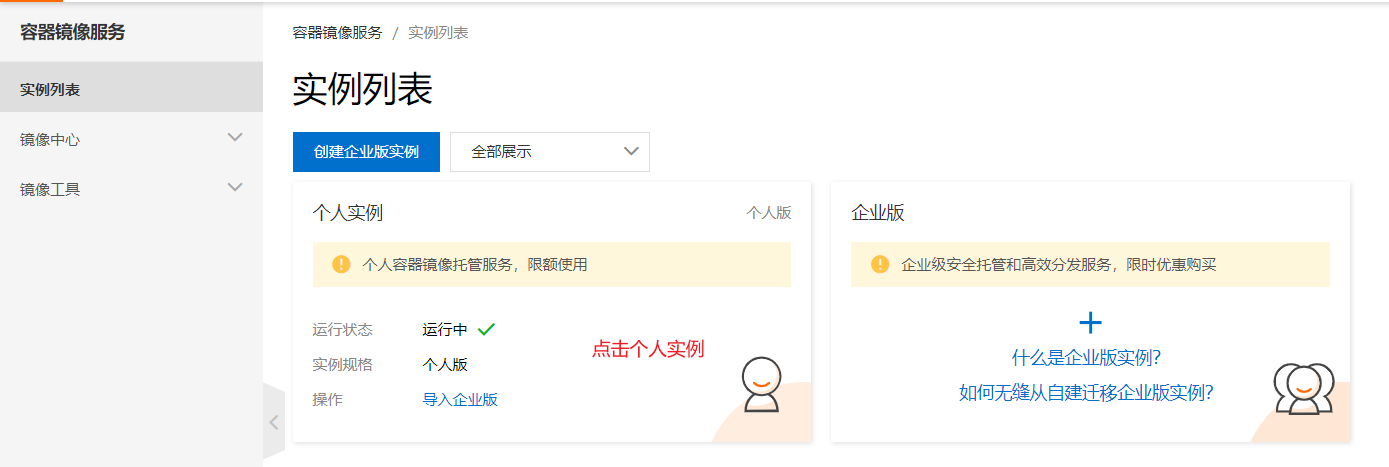 容器镜像服务
实例列表
镜像中心
镜像工具
容器镜像服务 / 实例列表
实例列表
创建企业版实例
全部展示
个人实例
个人版
个人容器镜像托管服务，限额使用
运行状态 运行中
实例规格 个人版
操作 导入企业版
点击个人实例
企业版
企业级安全托管和高效分发服务，限时优惠购买
什么是企业版实例？
如何无缝从自建迁移企业版实例？